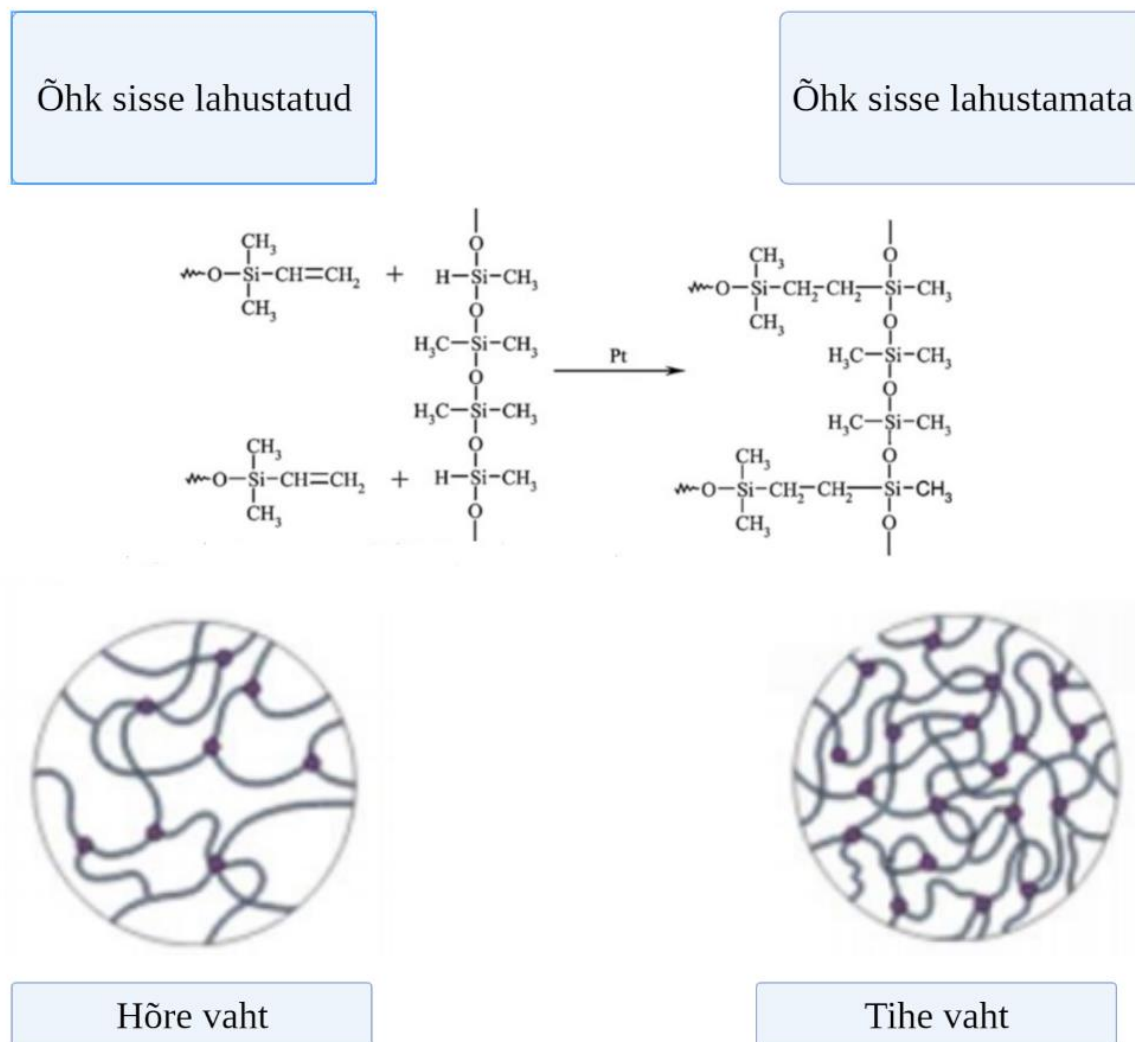 Õhk sisse lahustatud
Õhk sisse lahustamata
CH₃
O–Si–CH=CH₂
CH₃
+
O
H–Si–CH₃
O
H₃C–Si–CH₃
O
H₃C–Si–CH₃
O
H–Si–CH₃
O
CH₃
O–Si–CH=CH₂
CH₃
+
Pt
O
CH₃
O–Si–CH₂–CH₂–Si–CH₃
CH₃
O
H₃C–Si–CH₃
O
H₃C–Si–CH₃
O
CH₃
O–Si–CH₂–CH₂–Si–CH₃
CH₃
O
Hõre vaht
Tihe vaht